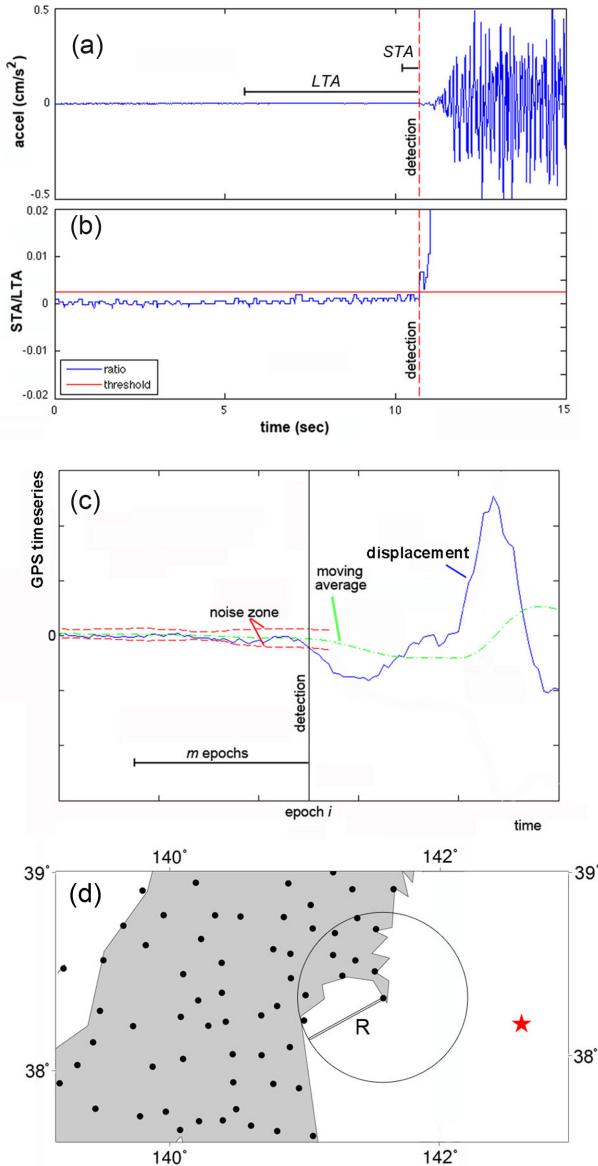 (a)
0.5
0
-0.5
accel (cm/s²)
STA
LTA
detection
(b)
0.02
0.01
0
-0.01
-0.02
STA/LTA
ratio
threshold
detection
0
5
10
15
time (sec)
(c)
GPS timeseries
0
displacement
moving
average
noise zone
detection
m epochs
epoch i
time
(d)
140˚
142˚
39˚
39˚
38˚
38˚
R
140˚
142˚